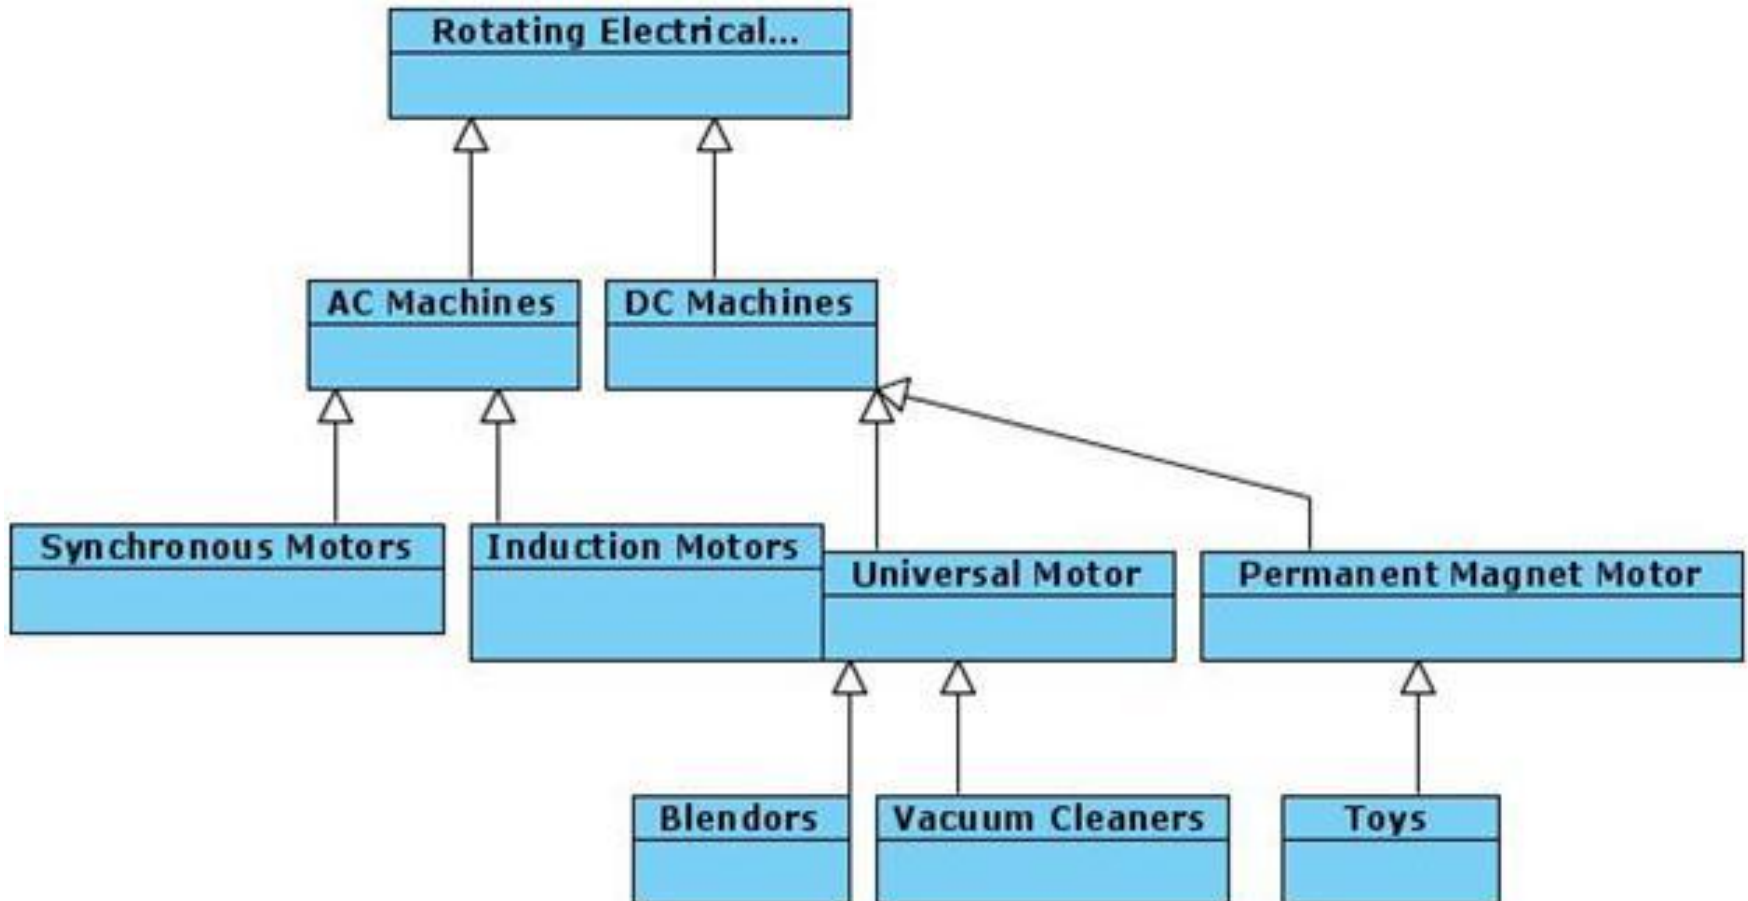 Rotating Electrical...
AC Machines
DC Machines
Synchronous Motors
Induction Motors
Universal Motor
Permanent Magnet Motor
Blendors
Vacuum Cleaners
Toys